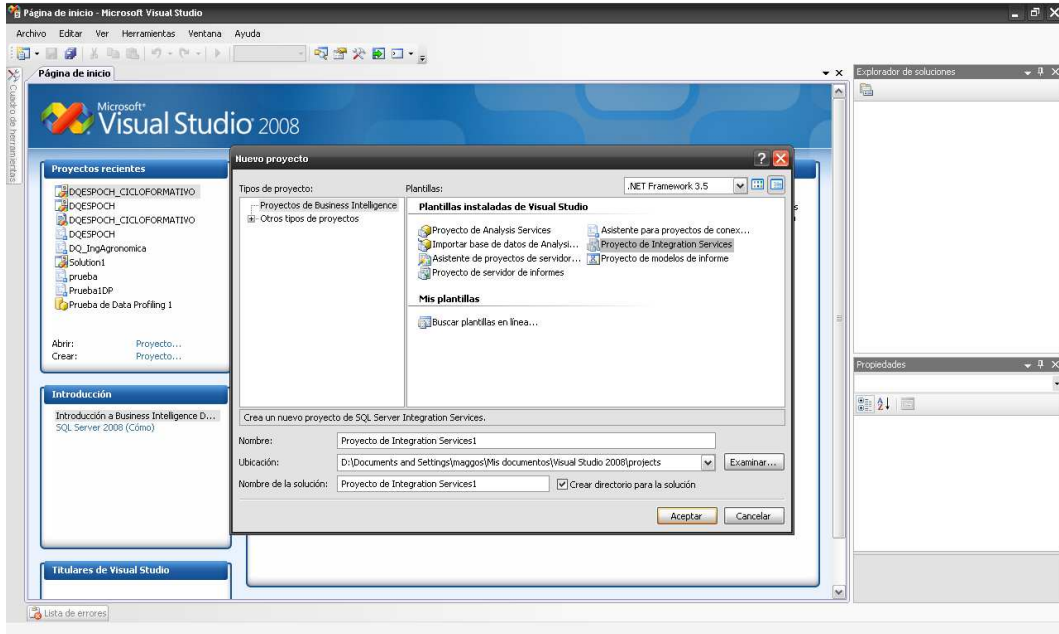 Página de inicio - Microsoft Visual Studio
Archivo Editar Ver Herramientas Ventana Ayuda
Cuadro de herramientas
Página de inicio
Microsoft
Visual Studio 2008
Proyectos recientes
DQESPOCH_CICLOFORMATIVO
DQESPOCH
DQESPOCH_CICLOFORMATIVO
DQESPOCH
DQ_IngAgronomica
Solution1
prueba
Prueba1DP
Prueba de Data Profiling 1
Abrir: Proyecto...
Crear: Proyecto...
Introducción
Introducción a Business Inteligence D...
SQL Server 2008 (Cómo)
Titulares de Visual Studio
Nuevo proyecto
Tipos de proyecto:
Plantillas:
.NET Framework 3.5
Proyectos de Business Intelligence
Otros tipos de proyectos
Plantillas instaladas de Visual Studio
Proyecto de Analysis Services
Asistente para proyectos de conex...
Importar base de datos de Analysi...
Proyecto de Integration Services
Asistente de proyectos de servidor...
Proyecto de modelos de informe
Proyecto de servidor de informes
Mis plantillas
Buscar plantillas en línea...
Crea un nuevo proyecto de SQL Server Integration Services.
Nombre: Proyecto de Integration Services1
Ubicación: D:\Documents and Settings\maggos\Mis documentos\Visual Studio 2008\projects Examinar...
Nombre de la solución: Proyecto de Integration Services1 Crear directorio para la solución
Aceptar Cancelar
Explorador de soluciones
Propiedades
Lista de errores